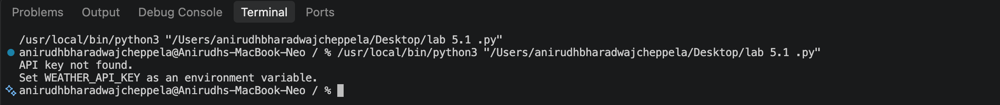 Problems Output Debug Console Terminal Ports
/usr/local/bin/python3 "/Users/anirudhbharadwajcheppela/Desktop/lab 5.1 .py"
anirudhbharadwajcheppela@Anirudhs-MacBook-Neo / % /usr/local/bin/python3 "/Users/anirudhbharadwajcheppela/Desktop/lab 5.1 .py"
API key not found.
Set WEATHER_API_KEY as an environment variable.
anirudhbharadwajcheppela@Anirudhs-MacBook-Neo / %